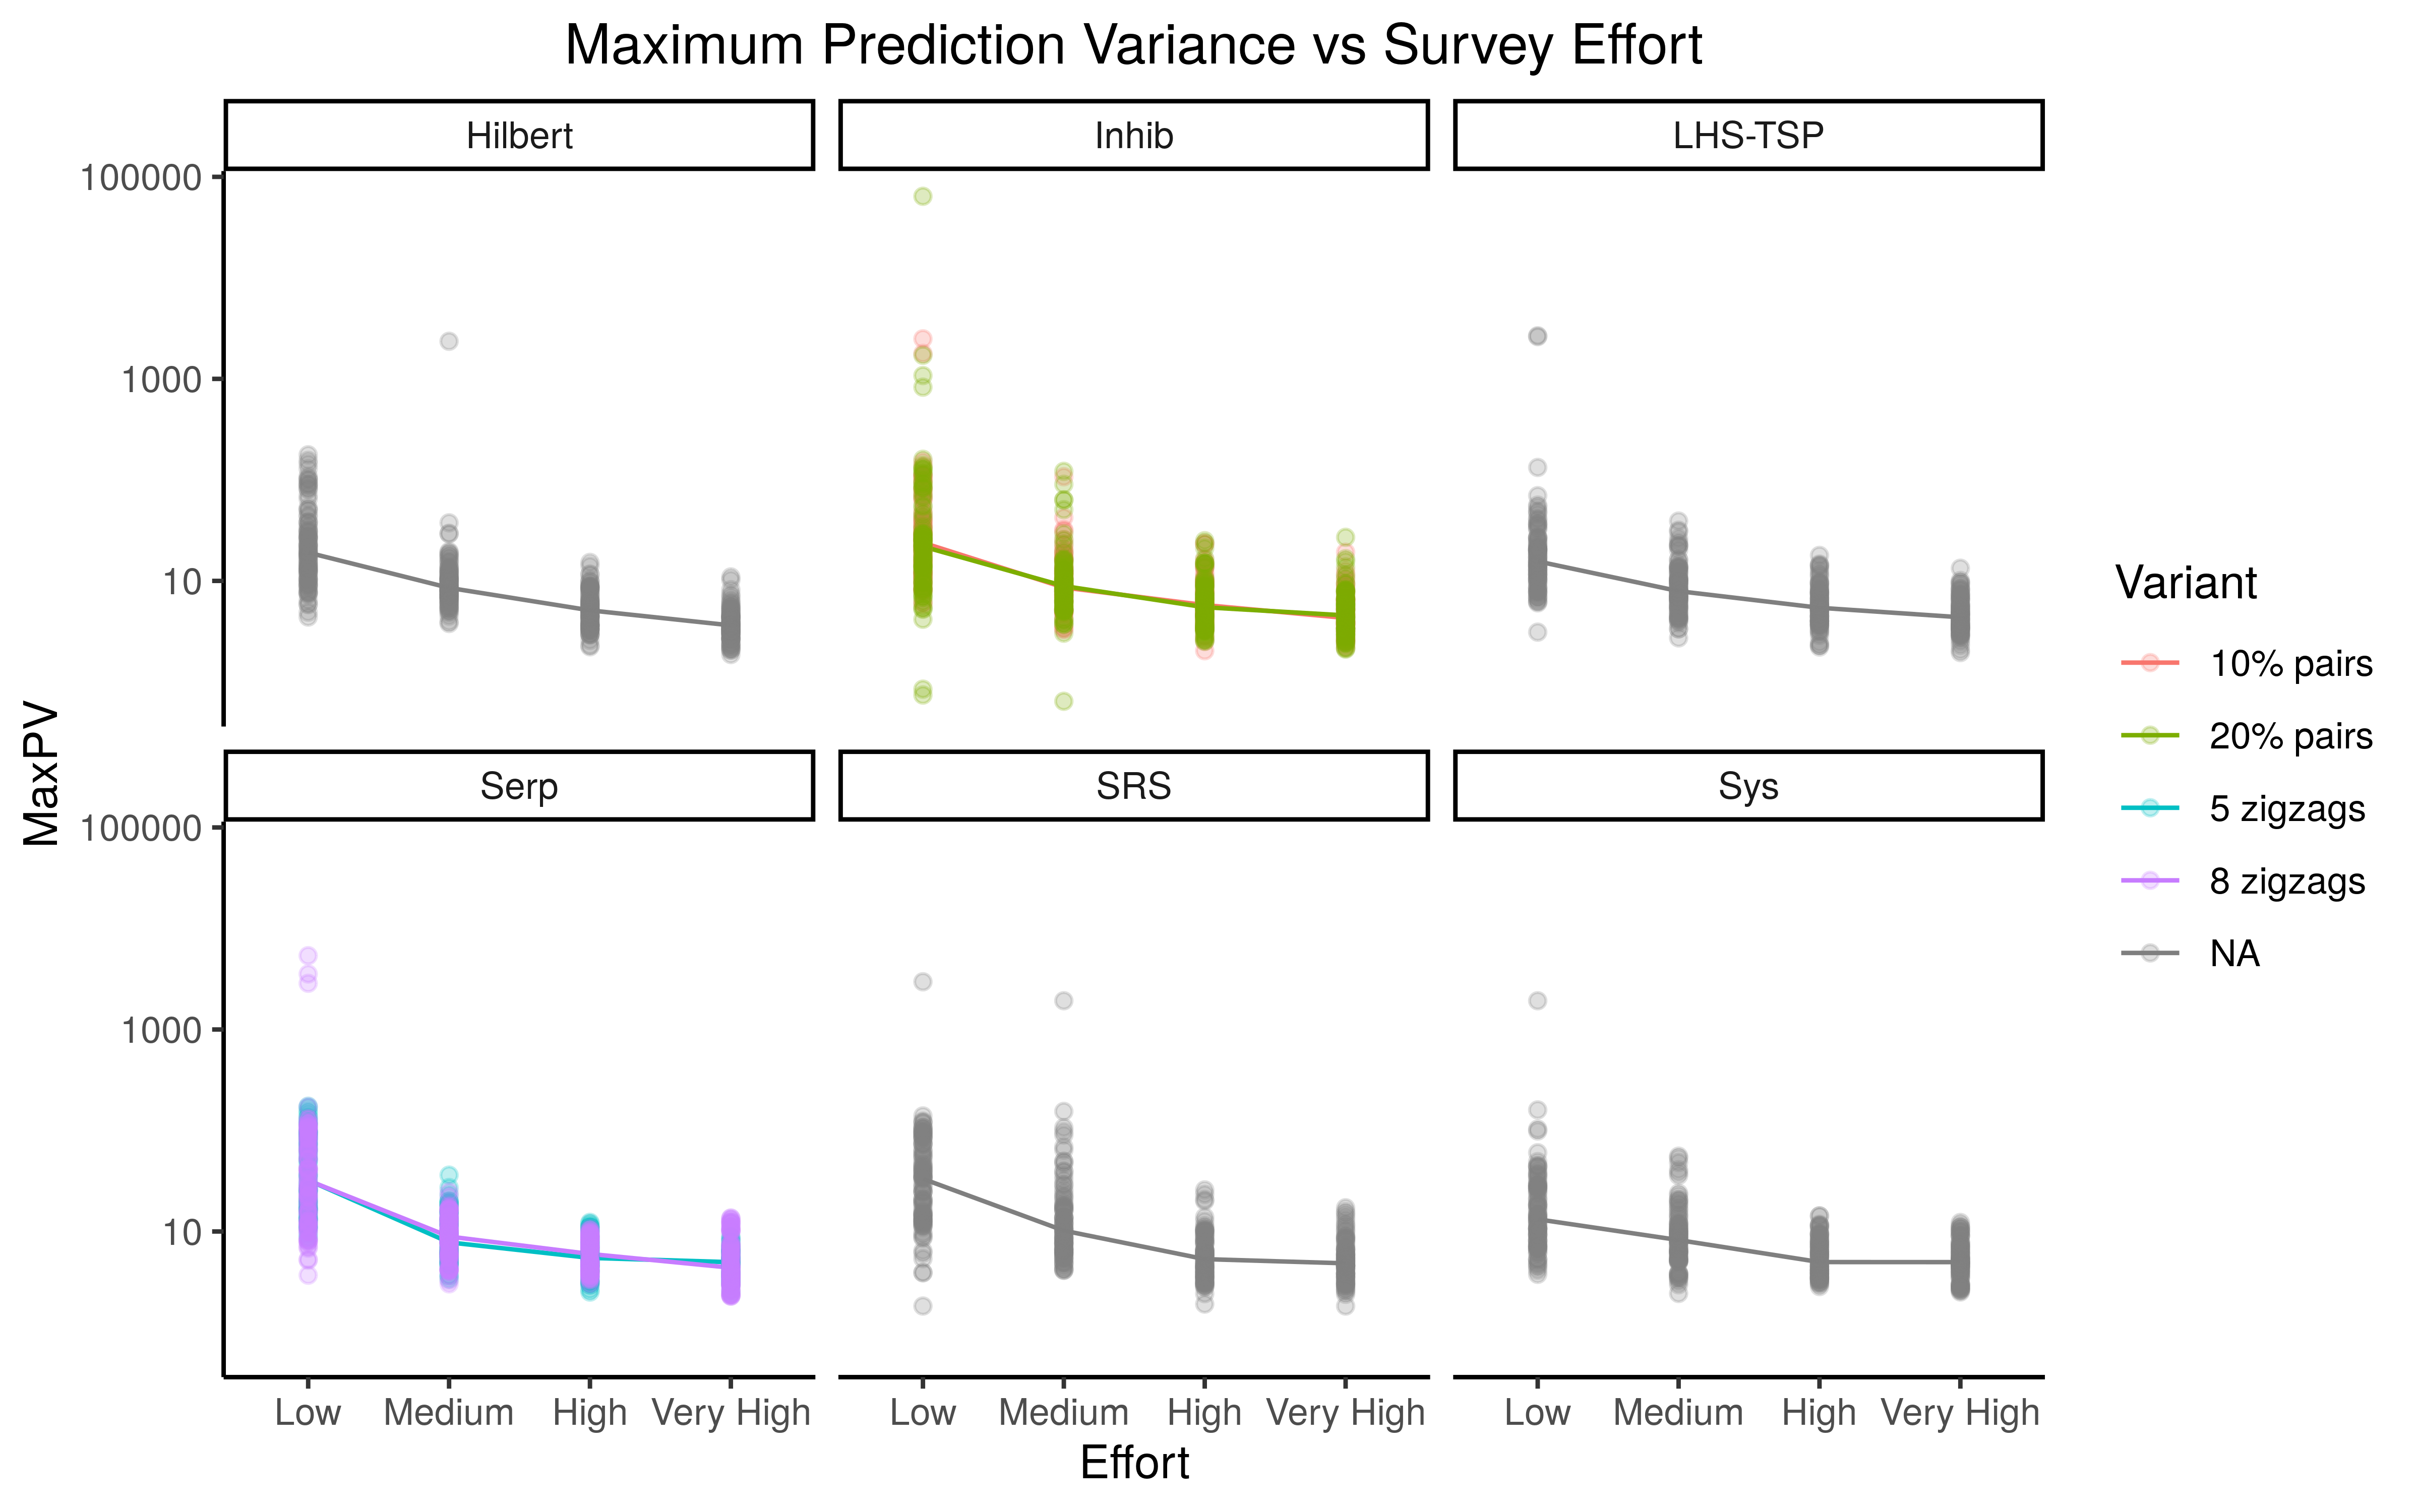 Maximum Prediction Variance vs Survey Effort
Hilbert
Inhib
LHS-TSP
100000
1000
10
Serp
SRS
Sys
100000
1000
10
MaxPV
Low Medium High Very High
Low Medium High Very High
Low Medium High Very High
Effort
Variant
10% pairs
20% pairs
5 zigzags
8 zigzags
NA